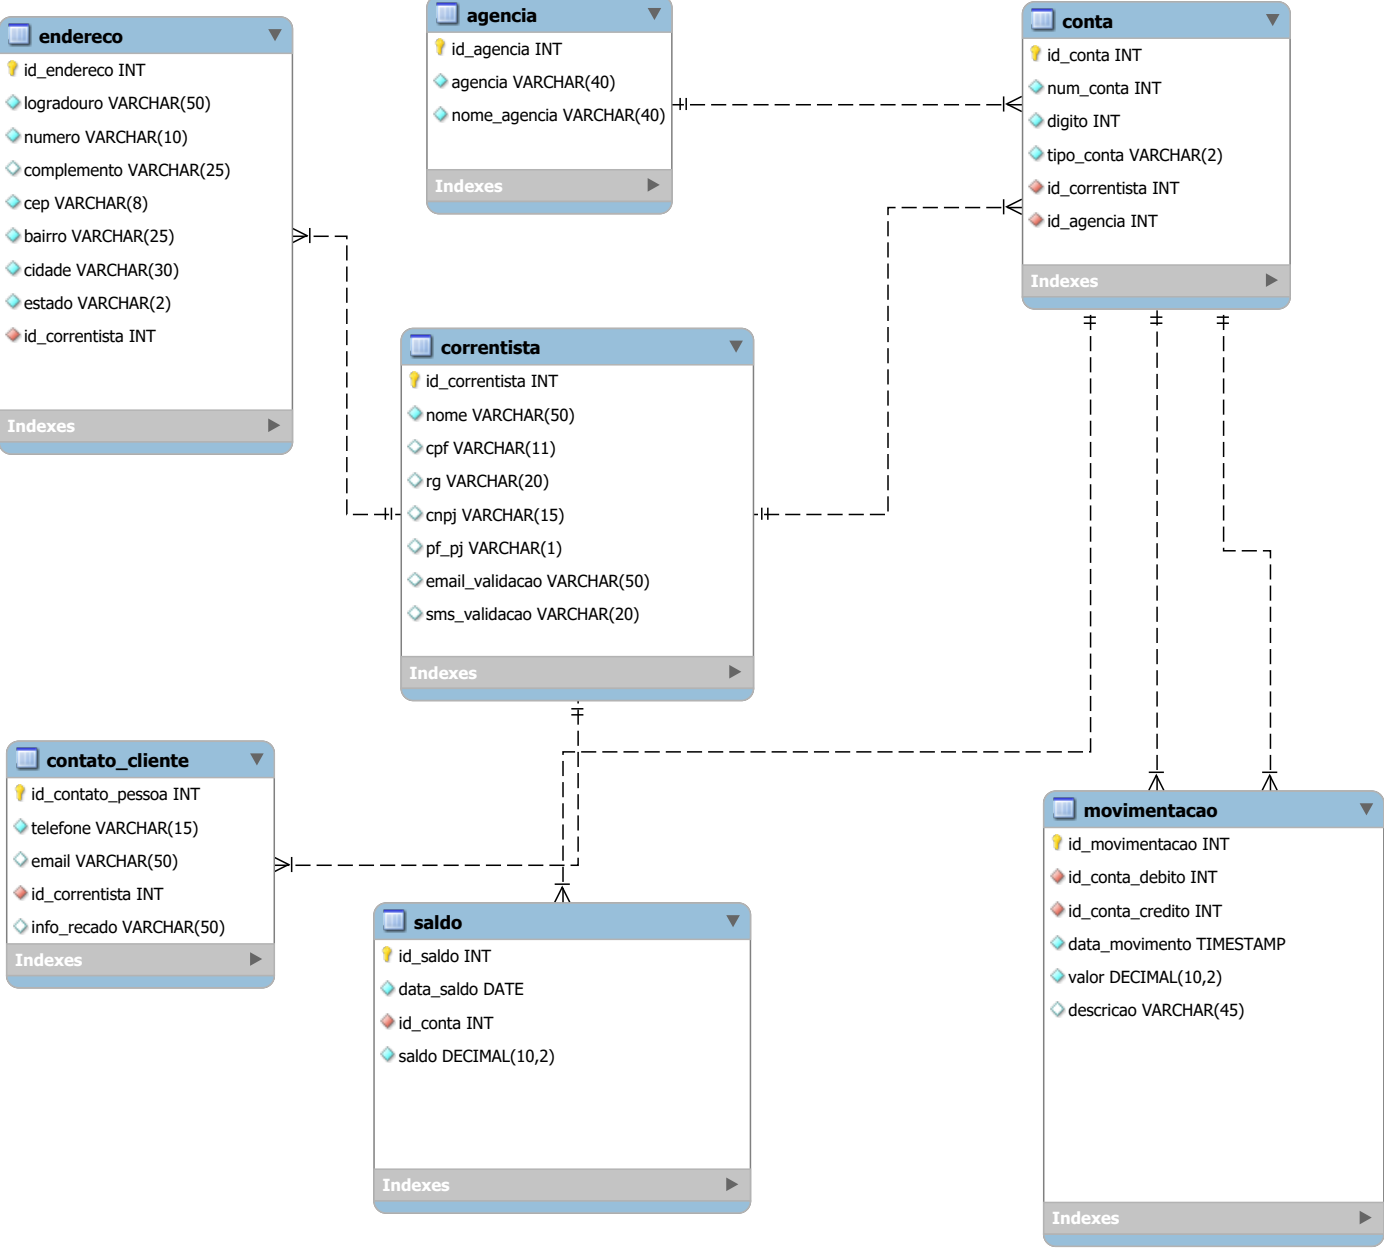 endereco
id_endereco INT
logradouro VARCHAR(50)
numero VARCHAR(10)
complemento VARCHAR(25)
cep VARCHAR(8)
bairro VARCHAR(25)
cidade VARCHAR(30)
estado VARCHAR(2)
id_correntista INT
Indexes
agencia
id_agencia INT
agencia VARCHAR(40)
nome_agencia VARCHAR(40)
Indexes
conta
id_conta INT
num_conta INT
digito INT
tipo_conta VARCHAR(2)
id_correntista INT
id_agencia INT
Indexes
correntista
id_correntista INT
nome VARCHAR(50)
cpf VARCHAR(11)
rg VARCHAR(20)
cnpj VARCHAR(15)
pf_pj VARCHAR(1)
email_validacao VARCHAR(50)
sms_validacao VARCHAR(20)
Indexes
contato_cliente
id_contato_pessoa INT
telefone VARCHAR(15)
email VARCHAR(50)
id_correntista INT
info_recado VARCHAR(50)
Indexes
saldo
id_saldo INT
data_saldo DATE
id_conta INT
saldo DECIMAL(10,2)
Indexes
movimentacao
id_movimentacao INT
id_conta_debito INT
id_conta_credito INT
data_movimento TIMESTAMP
valor DECIMAL(10,2)
descricao VARCHAR(45)
Indexes